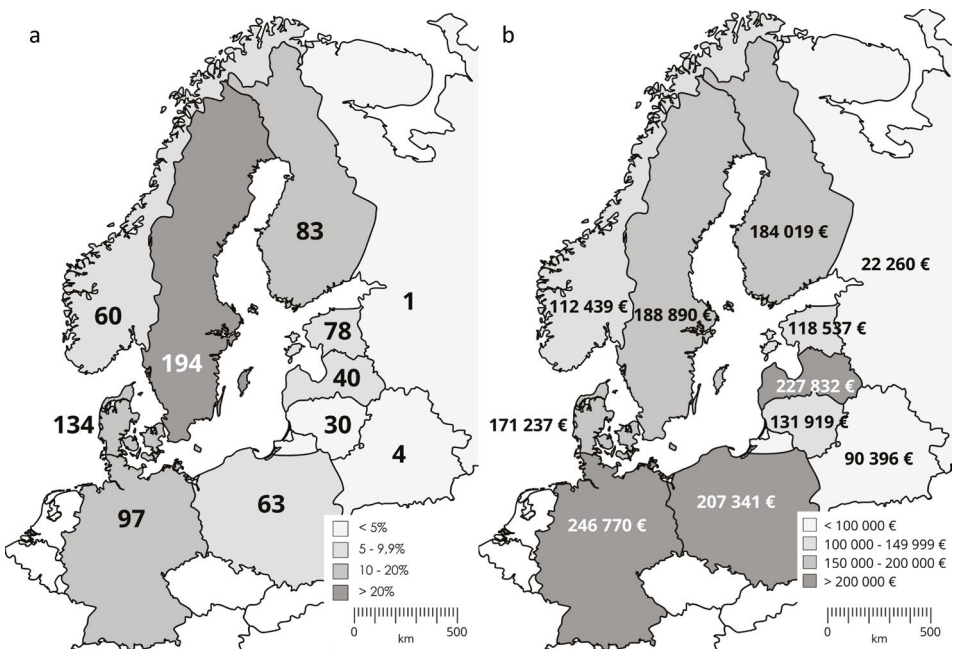 a
83
60
1
78
194
40
134
30
4
97
63
< 5%
5 - 9,9%
10 - 20%
> 20%
0
500
km
b
184 019 €
22 260 €
112 439 €
188 890 €
118 537 €
227 832 €
171 237 €
131 919 €
90 396 €
207 341 €
246 770 €
< 100 000 €
100 000 - 149 999 €
150 000 - 200 000 €
> 200 000 €
0
500
km